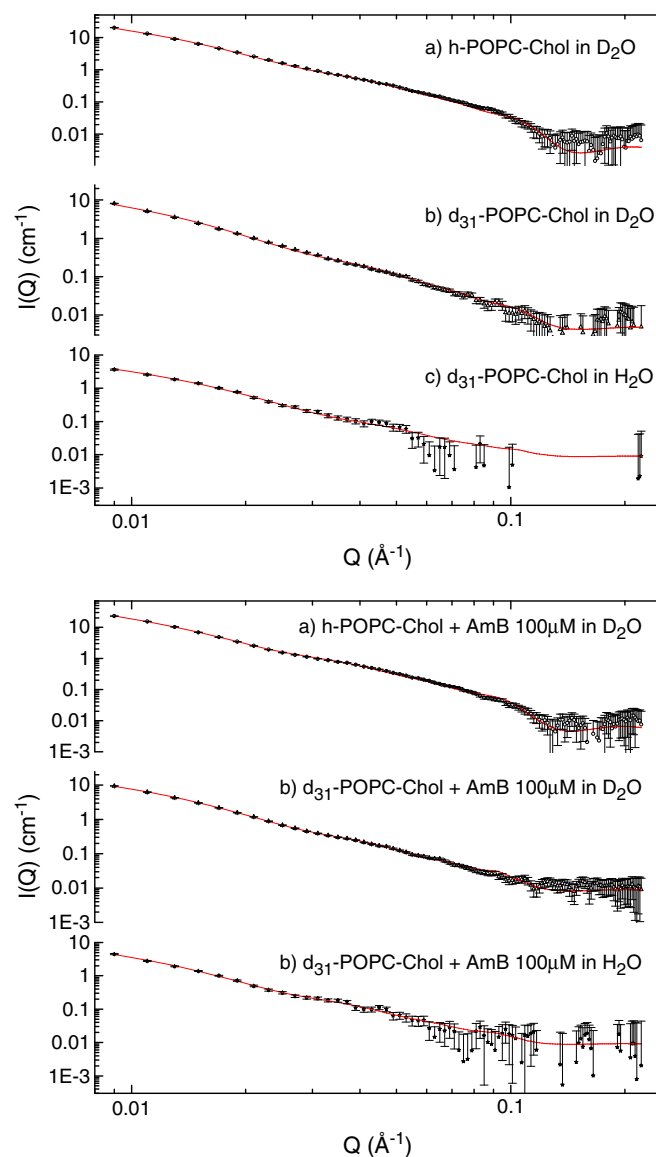 10
1
0.1
0.01
a) h-POPC-Chol in D₂O
10
1
0.1
0.01
b) d₃₁-POPC-Chol in D₂O
10
1
0.1
0.01
1E-3
c) d₃₁-POPC-Chol in H₂O
I(Q) (cm⁻¹)
0.01
0.1
Q (Å⁻¹)
10
1
0.1
0.01
1E-3
a) h-POPC-Chol + AmB 100μM in D₂O
10
1
0.1
0.01
1E-3
b) d₃₁-POPC-Chol + AmB 100μM in D₂O
10
1
0.1
0.01
1E-3
b) d₃₁-POPC-Chol + AmB 100μM in H₂O
I(Q) (cm⁻¹)
0.01
0.1
Q (Å⁻¹)